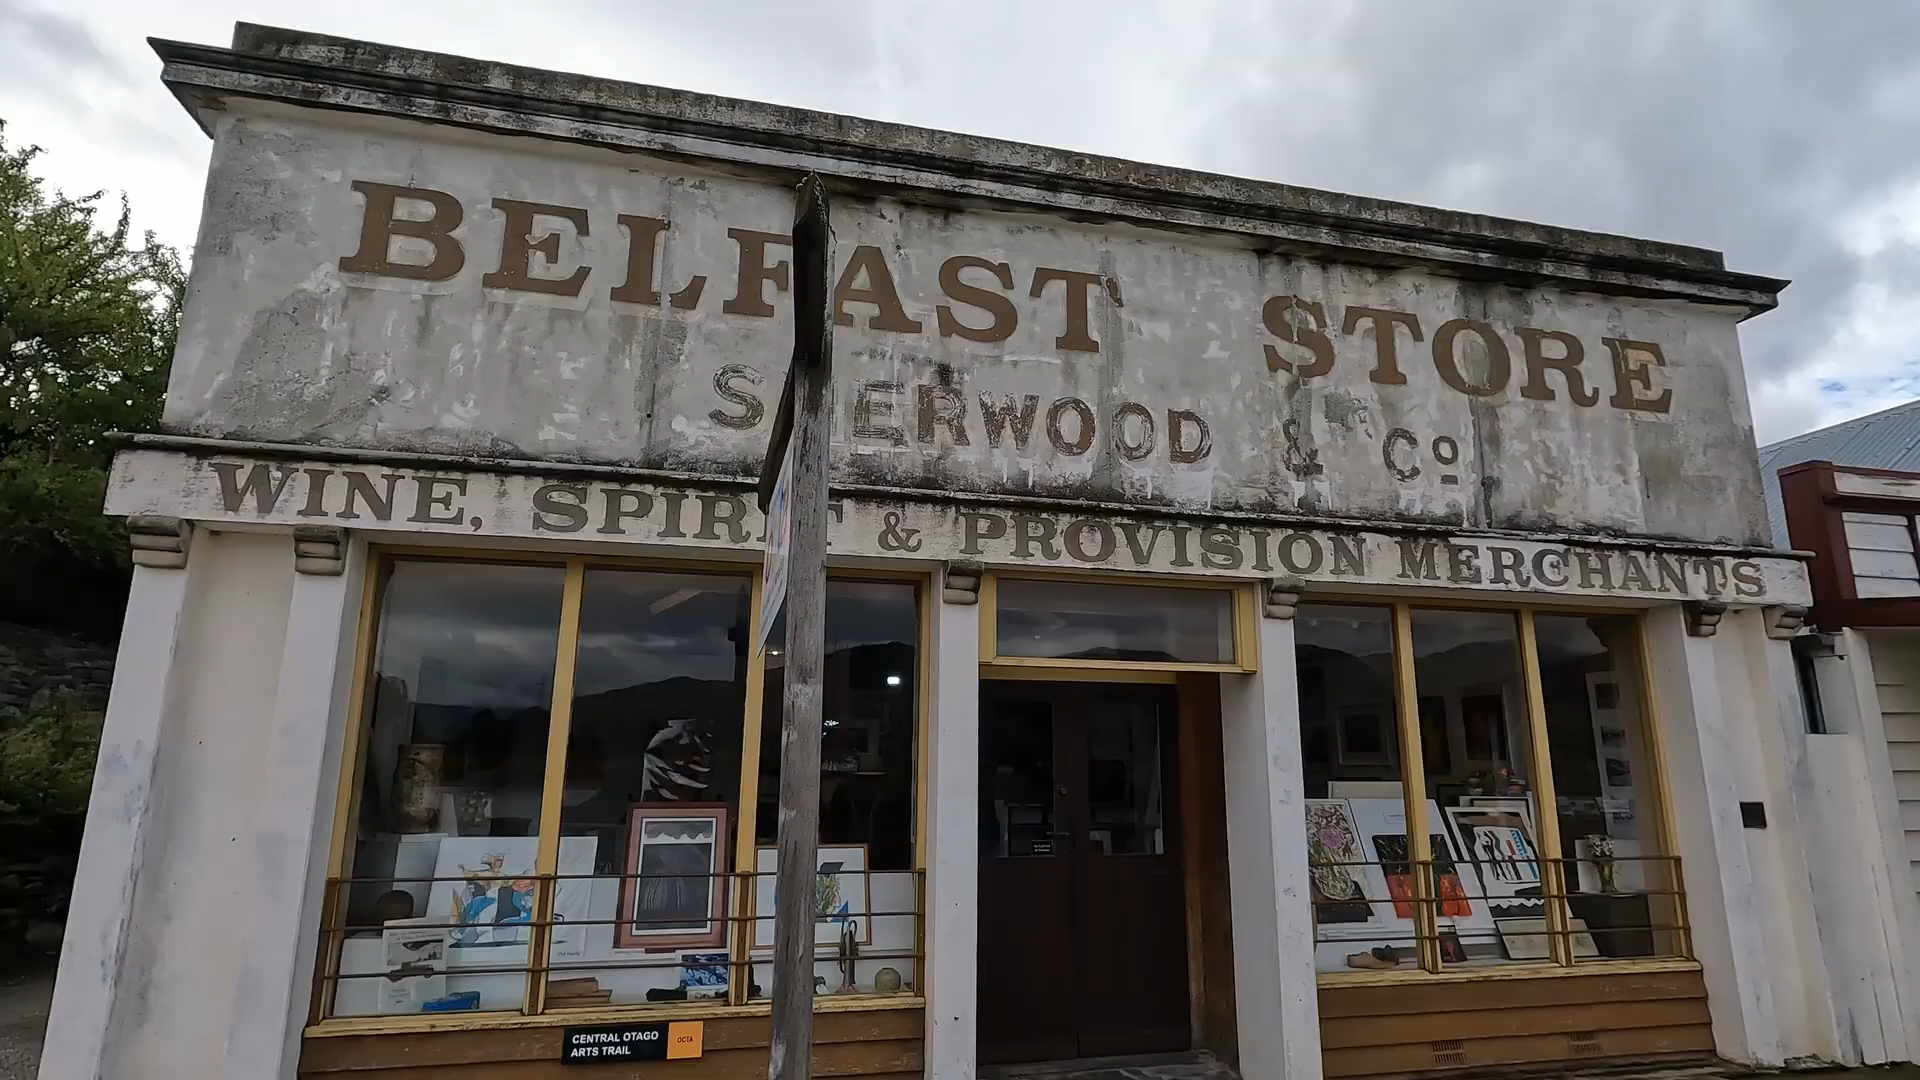 BELFAST STORE
SHERWOOD & Co
WINE, SPIRIT & PROVISION MERCHANTS
CENTRAL OTAGO
ARTS TRAIL
OCTA